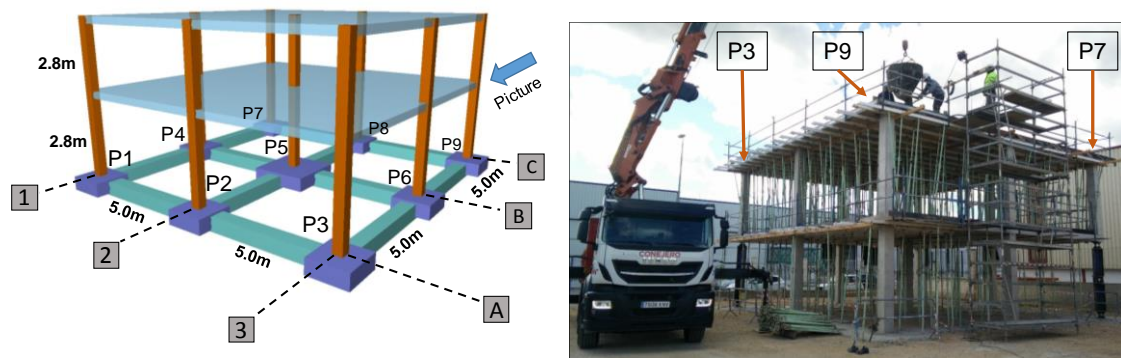 2.8m
2.8m
Picture
P7
P8
P4
P9
P1
P5
C
1
5.0m
P2
P6
5.0m
B
5.0m
2
5.0m
P3
A
3
P3
P9
P7
CONEJERO